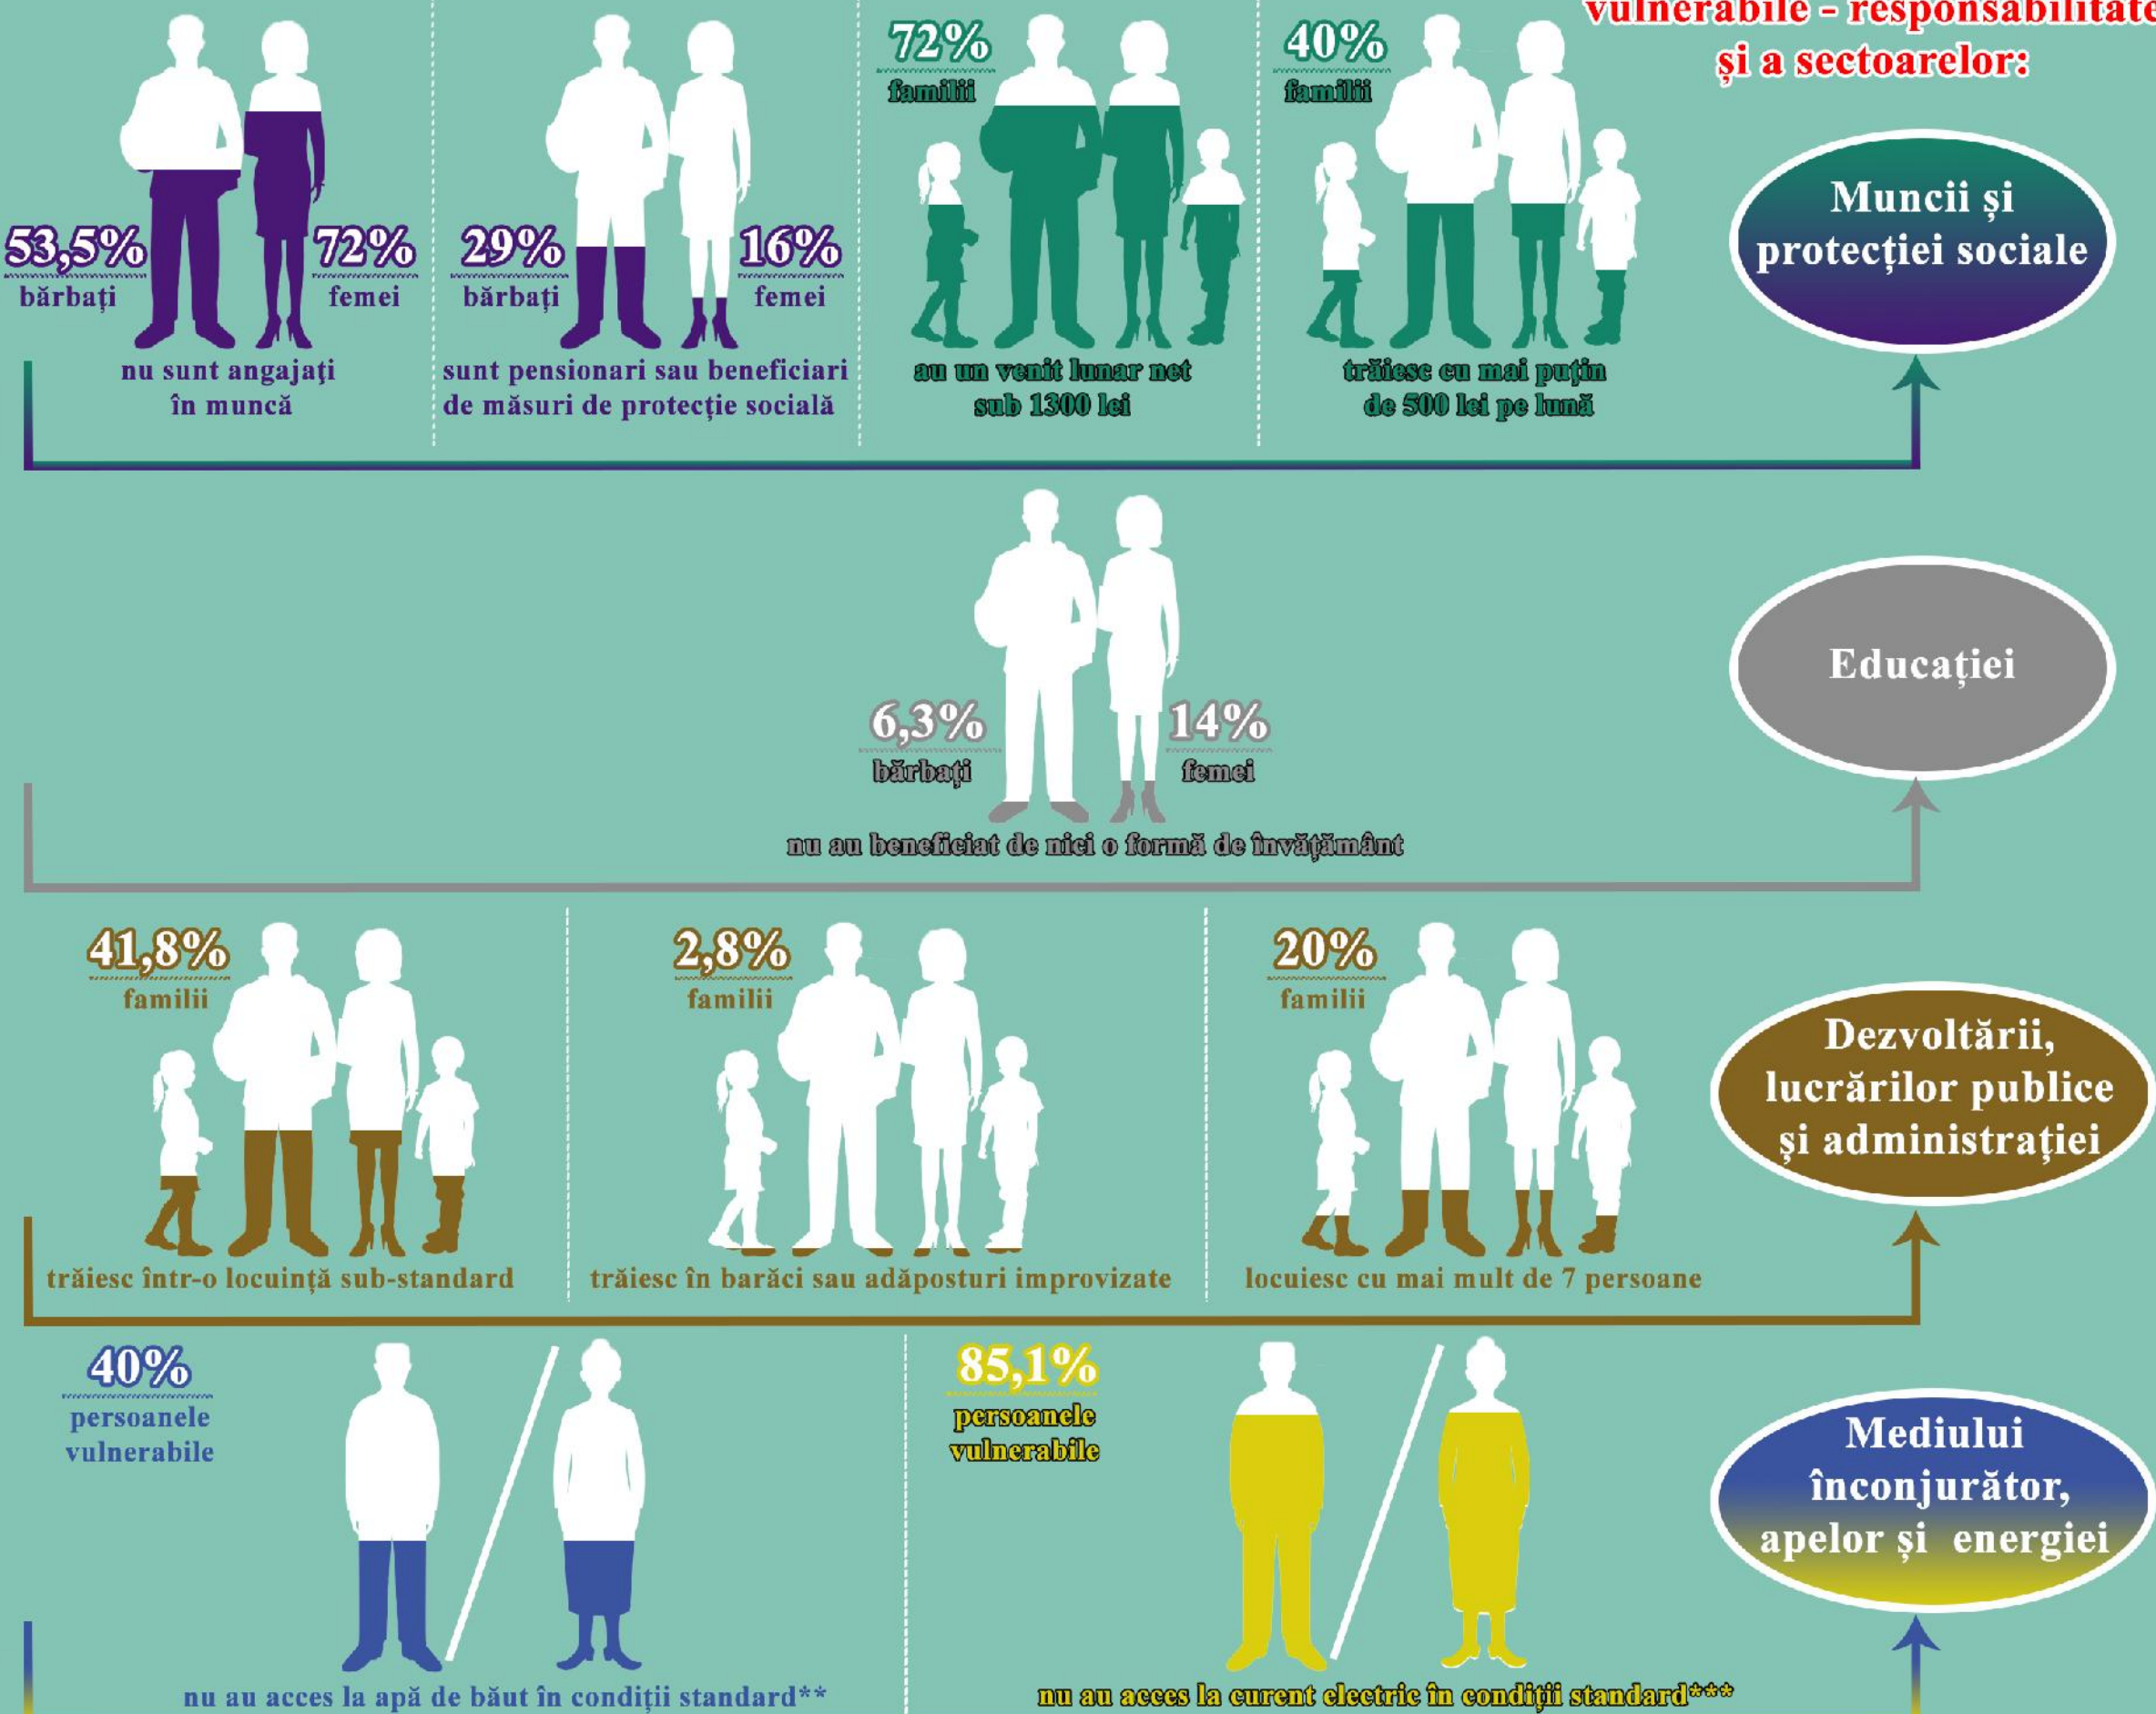 vulnerabile - responsabilitate
și a sectoarelor:
53,5%
bărbați
72%
femei
nu sunt angajați
în muncă
29%
bărbați
16%
femei
sunt pensionari sau beneficiari
de măsuri de protecție socială
72%
familii
au un venit lunar net
sub 1300 lei
40%
familii
trăiesc cu mai puțin
de 500 lei pe lună
Muncii și
protecției sociale
6,3%
bărbați
14%
femei
nu au beneficiat de nici o formă de învățământ
Educației
41,8%
familii
trăiesc într-o locuință sub-standard
2,8%
familii
trăiesc în barăci sau adăposturi improvizate
20%
familii
locuiesc cu mai mult de 7 persoane
Dezvoltării,
lucrărilor publice
și administrației
40%
persoanele
vulnerabile
nu au acces la apă de băut în condiții standard**
85,1%
persoanele
vulnerabile
nu au acces la curent electric în condiții standard***
Mediului
înconjurător,
apelor și energiei